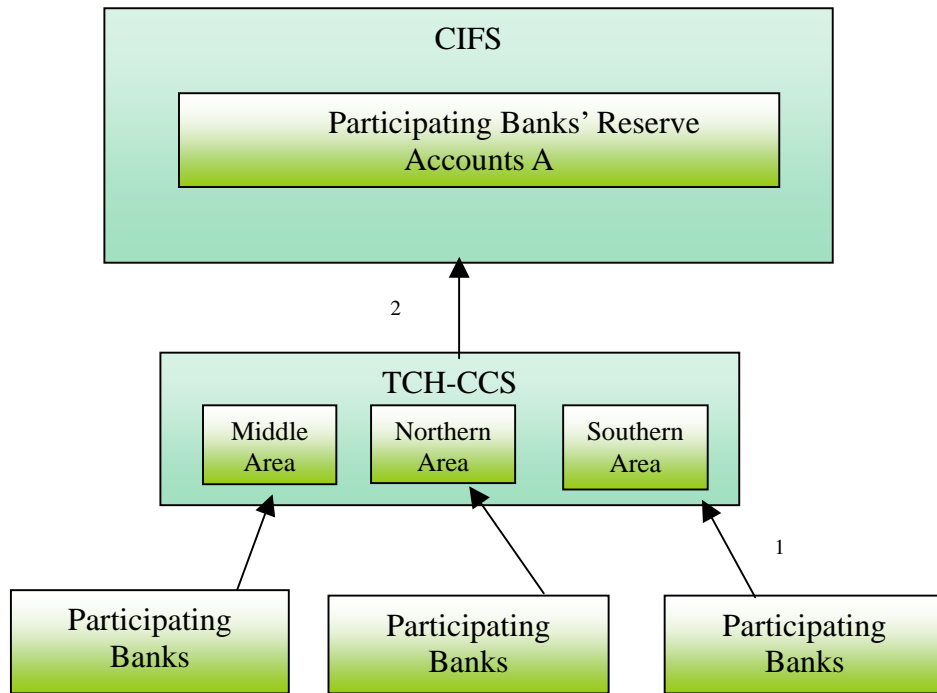 CIFS
Participating Banks’ Reserve
Accounts A
2
TCH-CCS
Middle
Area
Northern
Area
Southern
Area
1
Participating
Banks
Participating
Banks
Participating
Banks